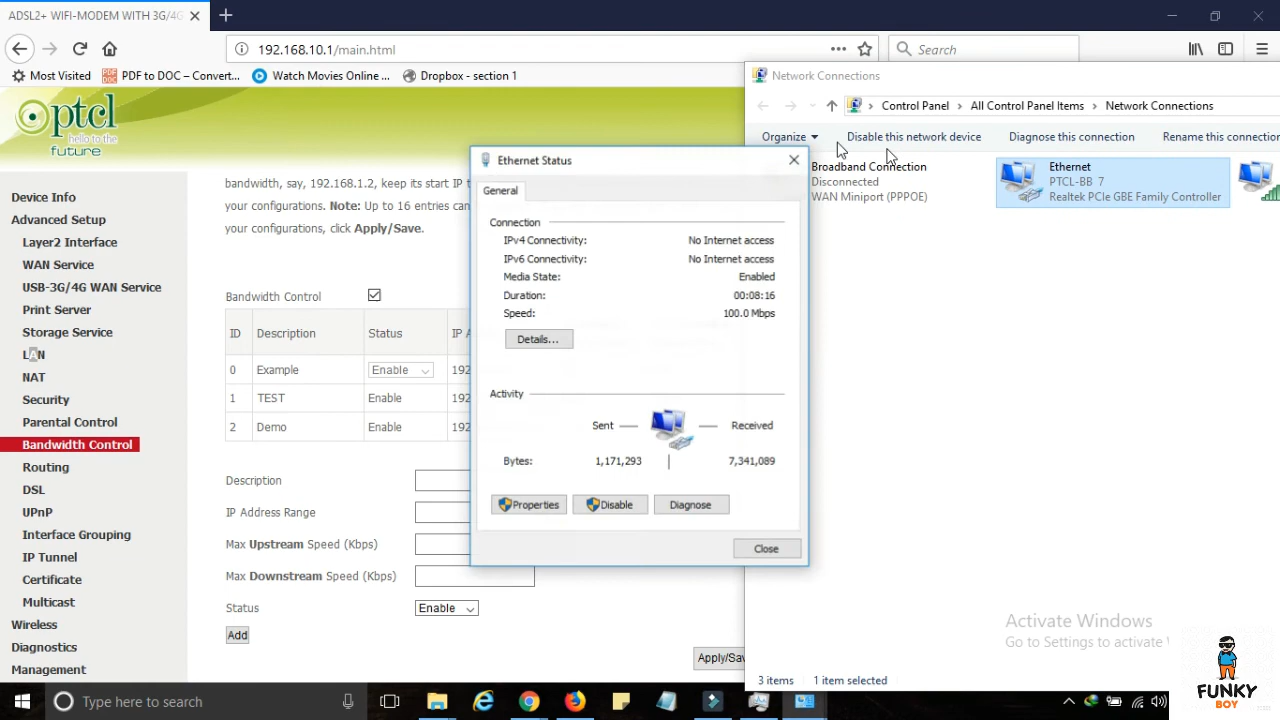 ADSL2+ WIFI-MODEM WITH 3G/4G
192.168.10.1/main.html
Search
Most Visited
PDF to DOC – Convert...
Watch Movies Online ...
Dropbox - section 1
ptcl
hello to the
future
Device Info
Advanced Setup
Layer2 Interface
WAN Service
USB-3G/4G WAN Service
Print Server
Storage Service
LAN
NAT
Security
Parental Control
Bandwidth Control
Routing
DSL
UPnP
Interface Grouping
IP Tunnel
Certificate
Multicast
Wireless
Diagnostics
Management
bandwidth, say, 192.168.1.2, keep its start IP t
your configurations. Note: Up to 16 entries can
your configurations, click Apply/Save.
Bandwidth Control
ID Description Status IP A
0 Example Enable 192
1 TEST Enable 192
2 Demo Enable 192
Description
IP Address Range
Max Upstream Speed (Kbps)
Max Downstream Speed (Kbps)
Status Enable
Add
Apply/Sav
Network Connections
Control Panel > All Control Panel Items > Network Connections
Organize Disable this network device Diagnose this connection Rename this connection
Broadband Connection
Disconnected
WAN Miniport (PPPOE)
Ethernet
PTCL-BB 7
Realtek PCIe GBE Family Controller
Ethernet Status
General
Connection
IPv4 Connectivity: No Internet access
IPv6 Connectivity: No Internet access
Media State: Enabled
Duration: 00:08:16
Speed: 100.0 Mbps
Details...
Activity
Sent Received
Bytes: 1,171,293 7,341,089
Properties Disable Diagnose
Close
Activate Windows
Go to Settings to activate
3 items 1 item selected
FUNKY
BOY
Type here to search